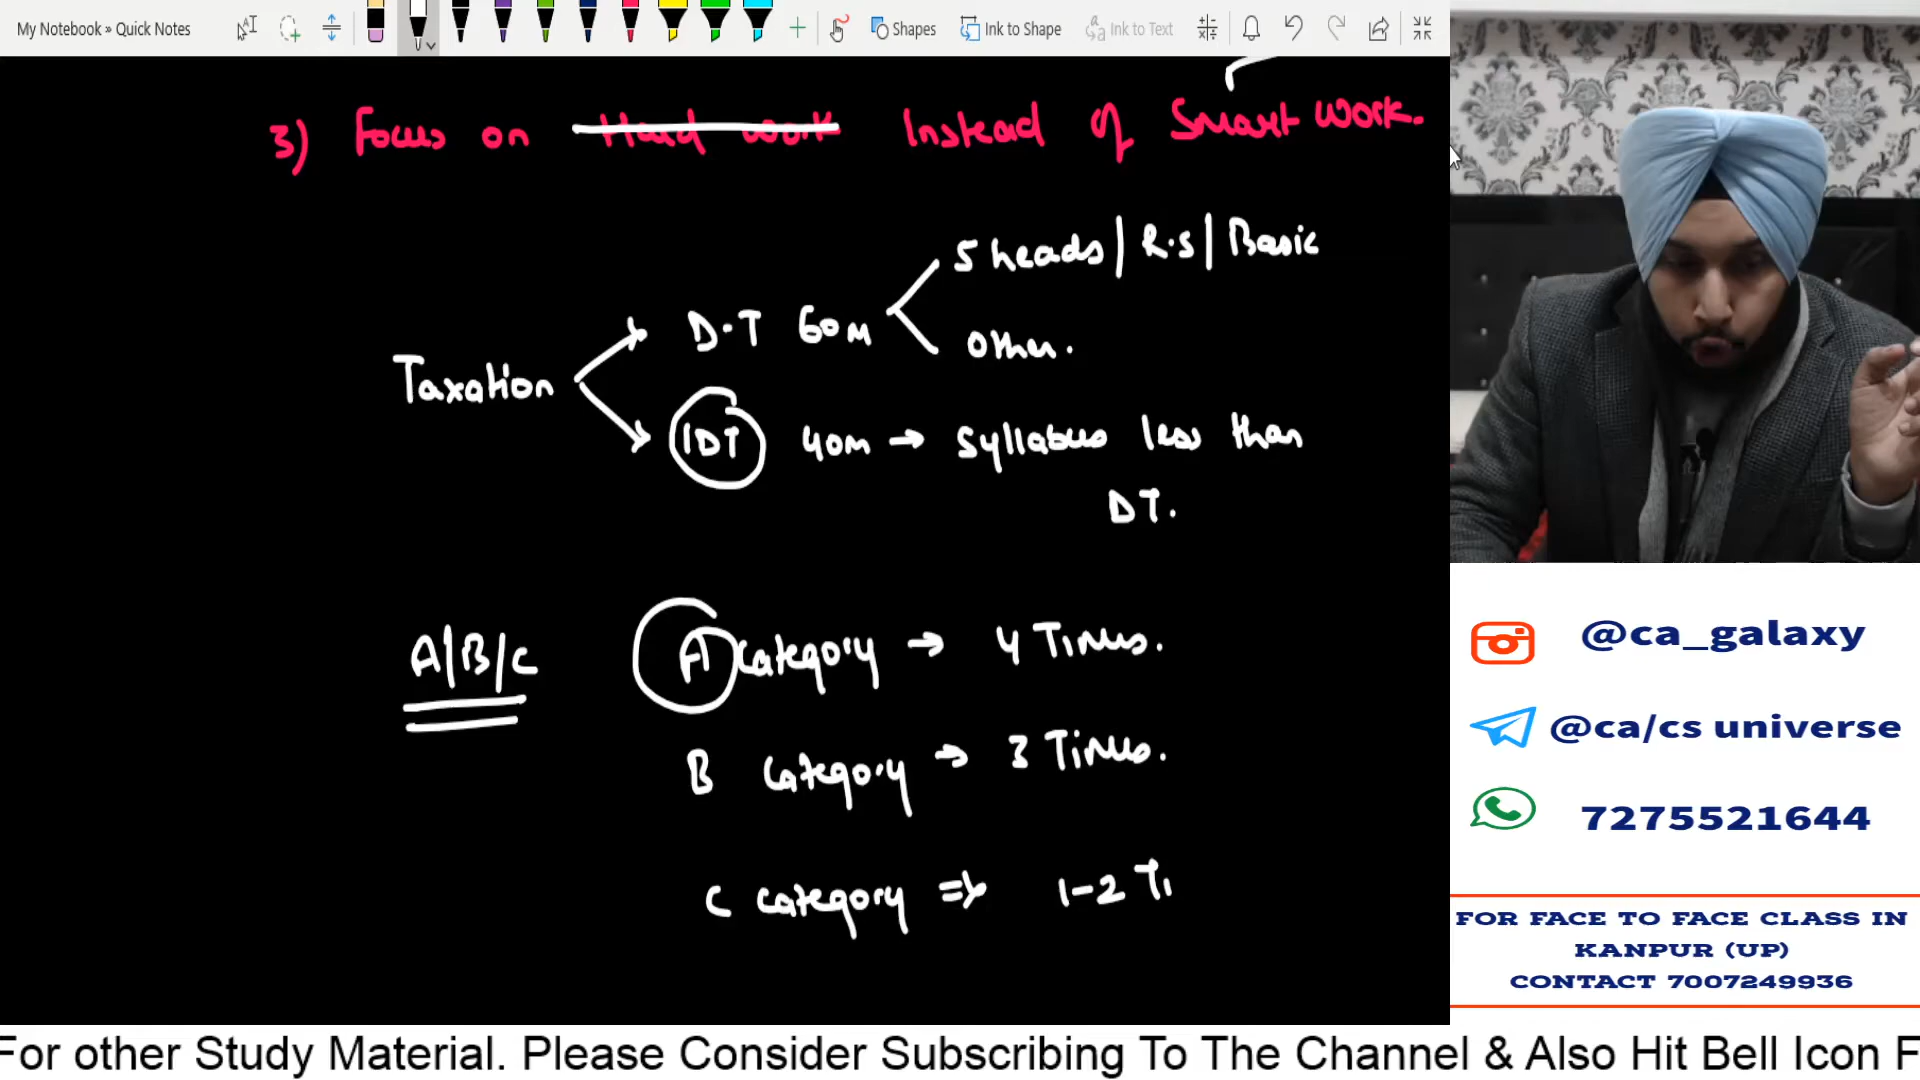 My Notebook » Quick Notes
Shapes
Ink to Shape
Ink to Text
3) Focus on Hard work Instead of Smart work.
5 heads | R.S | Basic
D.T 60M
Other.
Taxation
IDT 40M → Syllabus less than
DT.
A|B|C
A Category → 4 Times.
B Category → 3 Times.
C Category ⇒ 1-2 Ti
@ca_galaxy
@ca/cs universe
7275521644
FOR FACE TO FACE CLASS IN
KANPUR (UP)
CONTACT 7007249936
For other Study Material. Please Consider Subscribing To The Channel & Also Hit Bell Icon F